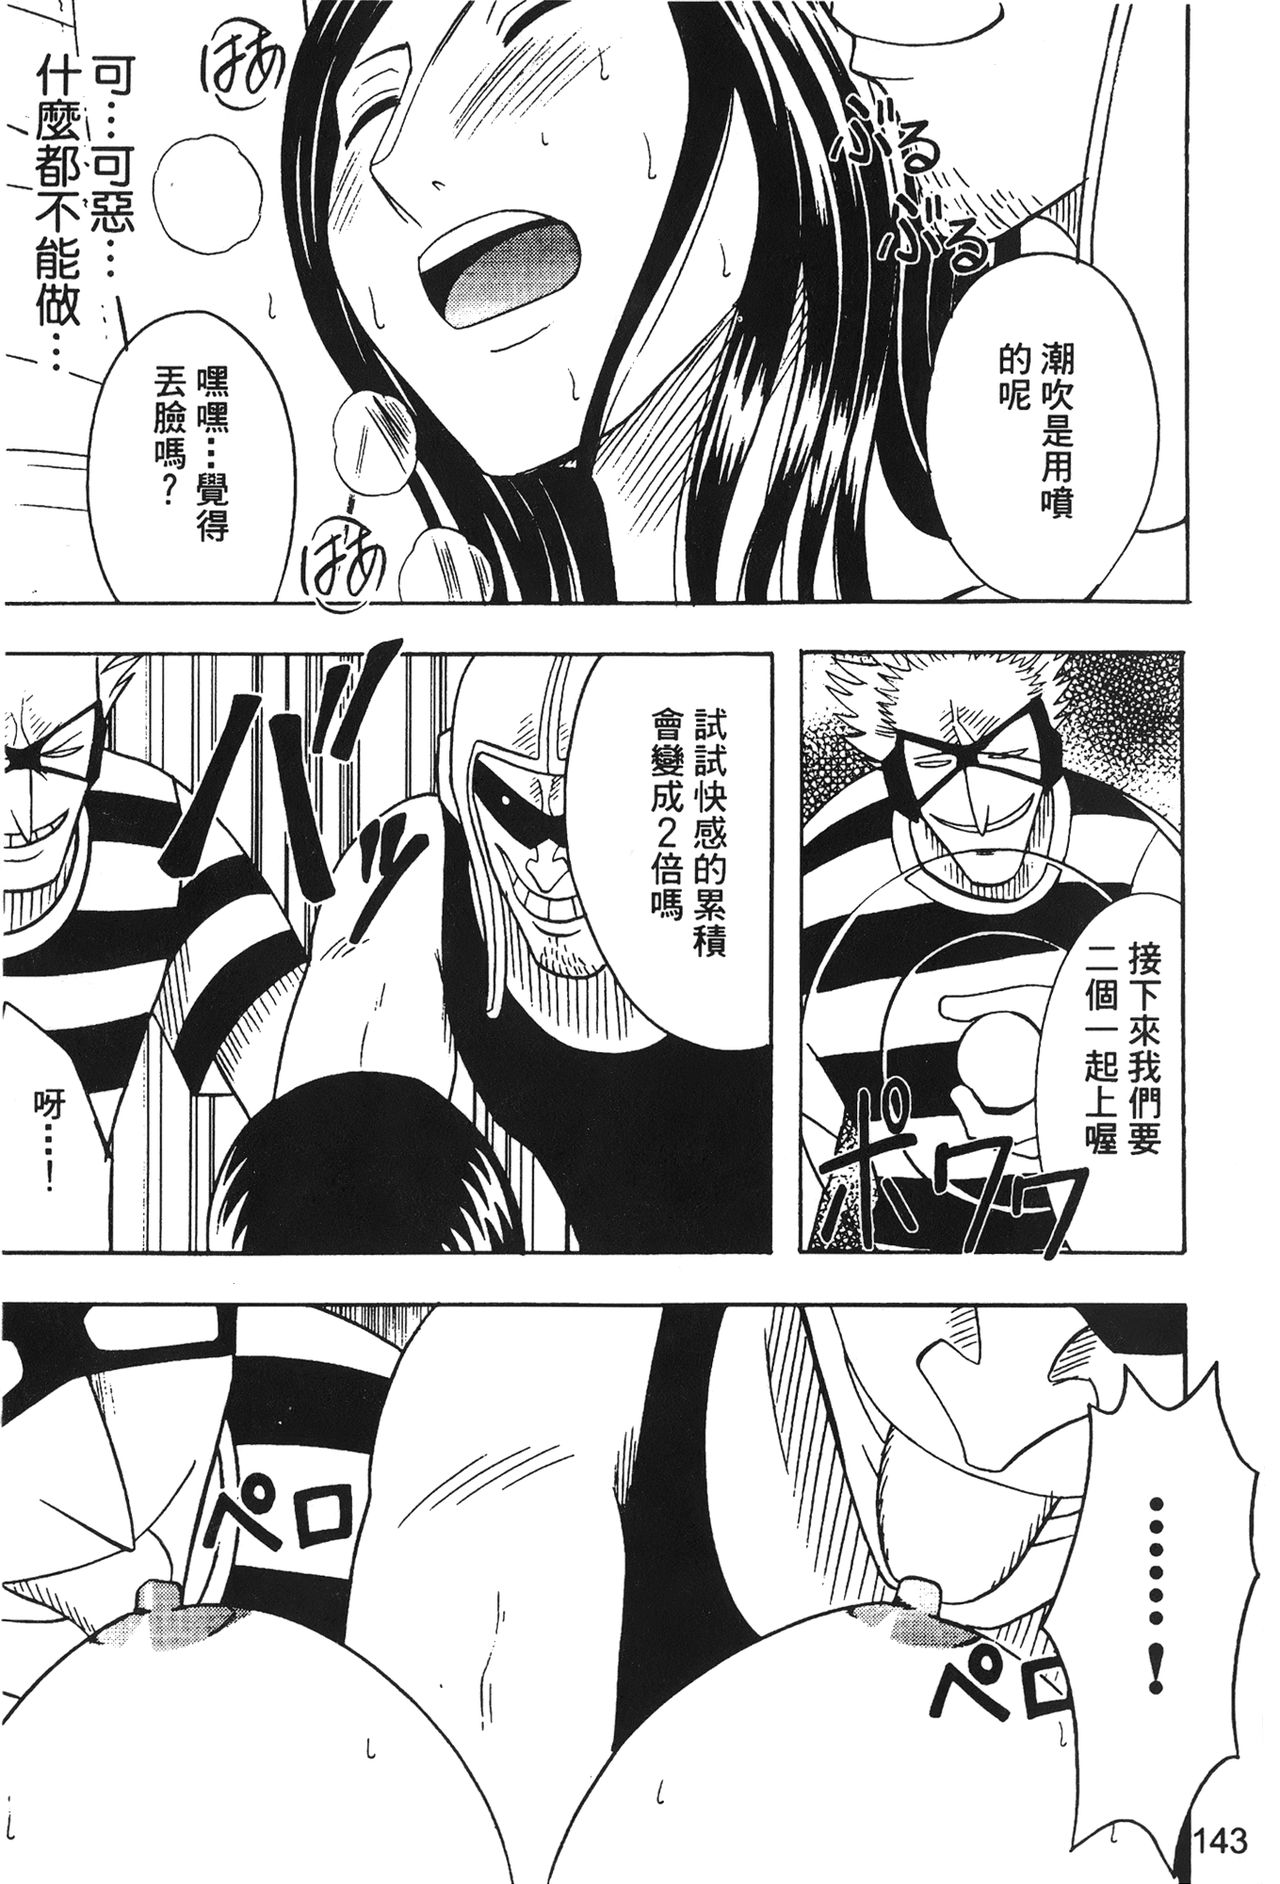 潮吹是用噴
的呢
ぶる
ぶる
はあ
はあ
可…可惡…
什麼都不能做…
嘿嘿…覺得
丟臉嗎？
接下來我們要
二個一起上喔
ポワワ
試試快感的累積
會變成2倍嗎
バッ
呀…！
……！
ペロ
ペロ
143